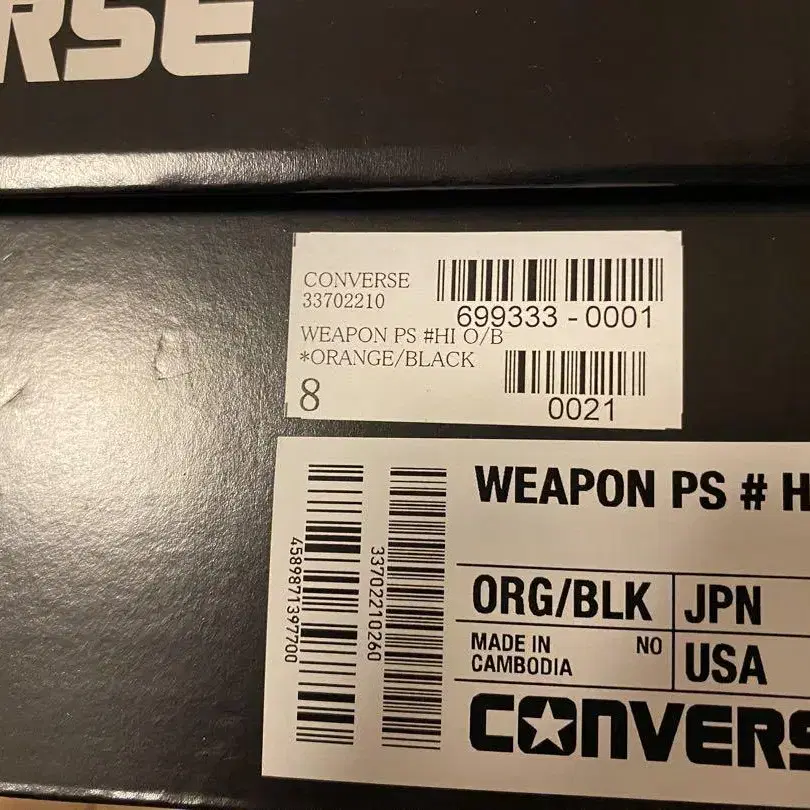 RSE
CONVERSE
33702210
699333-0001
WEAPON PS #HI O/B
*ORANGE/BLACK
8
0021
4589871397700
33702210260
WEAPON PS # H
ORG/BLK
JPN
MADE IN
CAMBODIA
NO
USA
CONVERS